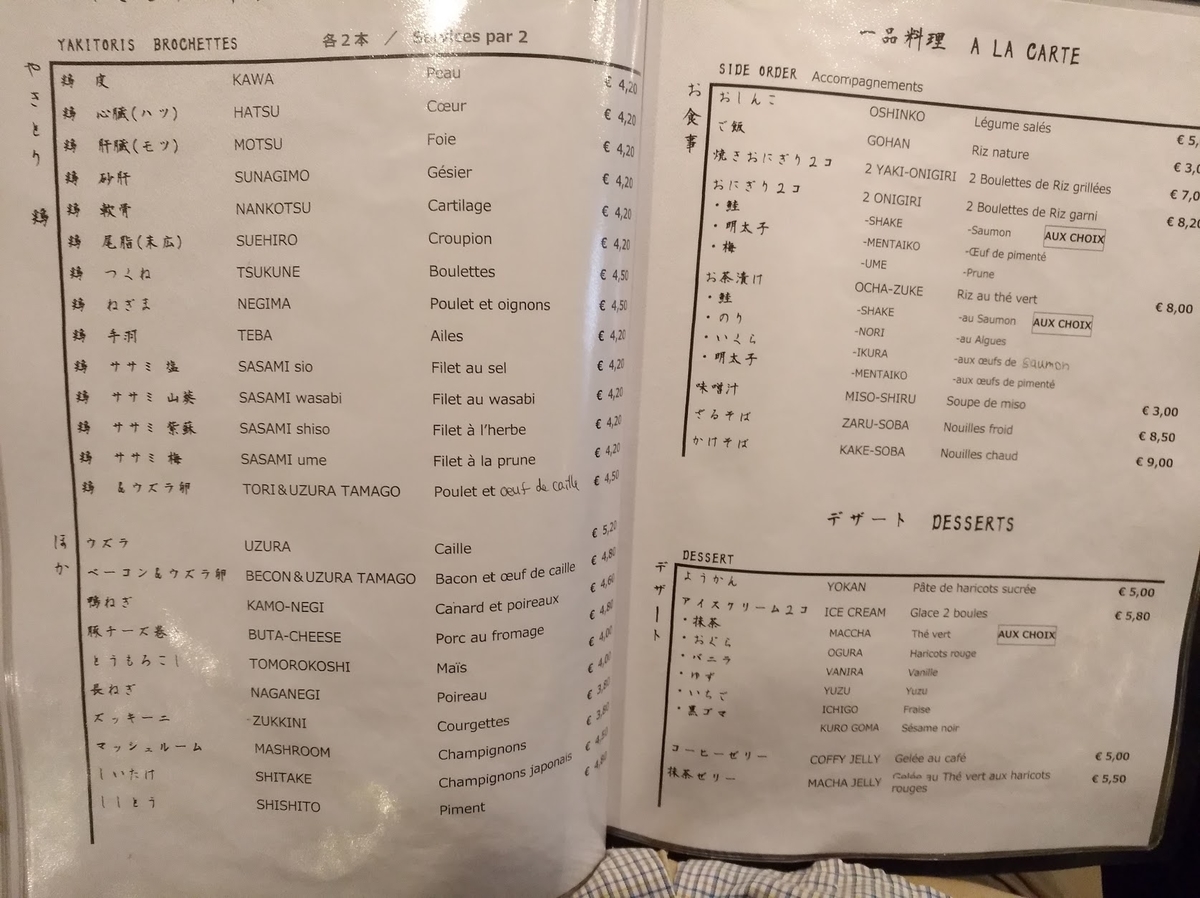 YAKITORIS BROCHETTES 各2本 / Services par 2
やきとり 鶏
鶏 皮 KAWA Peau € 4,20
鶏 心臓(ハツ) HATSU Cœur € 4,20
鶏 肝臓(モツ) MOTSU Foie € 4,20
鶏 砂肝 SUNAGIMO Gésier € 4,20
鶏 軟骨 NANKOTSU Cartilage € 4,20
鶏 尾脂(末広) SUEHIRO Croupion € 4,20
鶏 つくね TSUKUNE Boulettes € 4,50
鶏 ねぎま NEGIMA Poulet et oignons € 4,50
鶏 手羽 TEBA Ailes € 4,20
鶏 ササミ 塩 SASAMI sio Filet au sel € 4,20
鶏 ササミ 山葵 SASAMI wasabi Filet au wasabi € 4,20
鶏 ササミ 紫蘇 SASAMI shiso Filet à l'herbe € 4,20
鶏 ササミ 梅 SASAMI ume Filet à la prune € 4,20
鶏 &ウズラ卵 TORI&UZURA TAMAGO Poulet et œuf de caille € 4,50
ほか
ウズラ UZURA Caille € 5,20
ベーコン&ウズラ卵 BECON&UZURA TAMAGO Bacon et œuf de caille € 4,80
鴨ねぎ KAMO-NEGI Canard et poireaux € 4,60
豚チーズ巻 BUTA-CHEESE Porc au fromage € 4,80
とうもろこし TOMOROKOSHI Maïs € 4,00
長ねぎ NAGANEGI Poireau € 4,00
ズッキーニ -ZUKKINI Courgettes € 3,80
マッシュルーム MASHROOM Champignons € 3,80
しいたけ SHITAKE Champignons japonais € 4,80
ししとう SHISHITO Piment € 4,80
一品料理 A LA CARTE
SIDE ORDER Accompagnements
お食事
おしんこ OSHINKO Légume salés € 5,
ご飯 GOHAN Riz nature € 3,0
焼きおにぎり2コ 2 YAKI-ONIGIRI 2 Boulettes de Riz grillées € 7,0
おにぎり2コ 2 ONIGIRI 2 Boulettes de Riz garni € 8,20
・鮭 -SHAKE -Saumon AUX CHOIX
・明太子 -MENTAIKO -Œuf de pimenté
・梅 -UME -Prune
お茶漬け OCHA-ZUKE Riz au thé vert € 8,00
・鮭 -SHAKE -au Saumon AUX CHOIX
・のり -NORI -au Algues
・いくら -IKURA -aux œufs de saumon
・明太子 -MENTAIKO -aux œufs de pimenté
味噌汁 MISO-SHIRU Soupe de miso € 3,00
ざるそば ZARU-SOBA Nouilles froid € 8,50
かけそば KAKE-SOBA Nouilles chaud € 9,00
デザート DESSERTS
DESSERT
デザート
ようかん YOKAN Pâte de haricots sucrée € 5,00
アイスクリーム2コ ICE CREAM Glace 2 boules € 5,80
・抹茶 MACCHA Thé vert AUX CHOIX
・おぐら OGURA Haricots rouge
・バニラ VANIRA Vanille
・ゆず YUZU Yuzu
・いちご ICHIGO Fraise
・黒ゴマ KURO GOMA Sésame noir
コーヒーゼリー COFFY JELLY Gelée au café € 5,00
抹茶ゼリー MACHA JELLY Gelée au Thé vert aux haricots rouges € 5,50